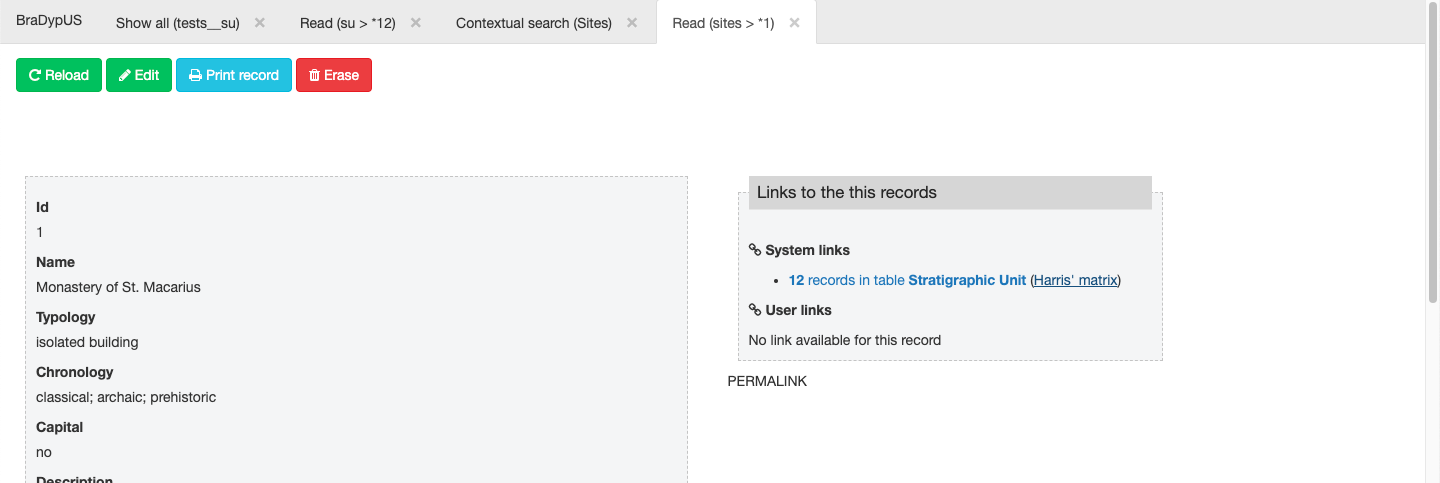 BraDypUS Show all (tests__su) × Read (su > *12) × Contextual search (Sites) × Read (sites > *1) ×
Reload Edit Print record Erase
Id
1
Name
Monastery of St. Macarius
Typology
isolated building
Chronology
classical; archaic; prehistoric
Capital
no
Description
Links to the this records
System links
• 12 records in table Stratigraphic Unit (Harris' matrix)
User links
No link available for this record
PERMALINK